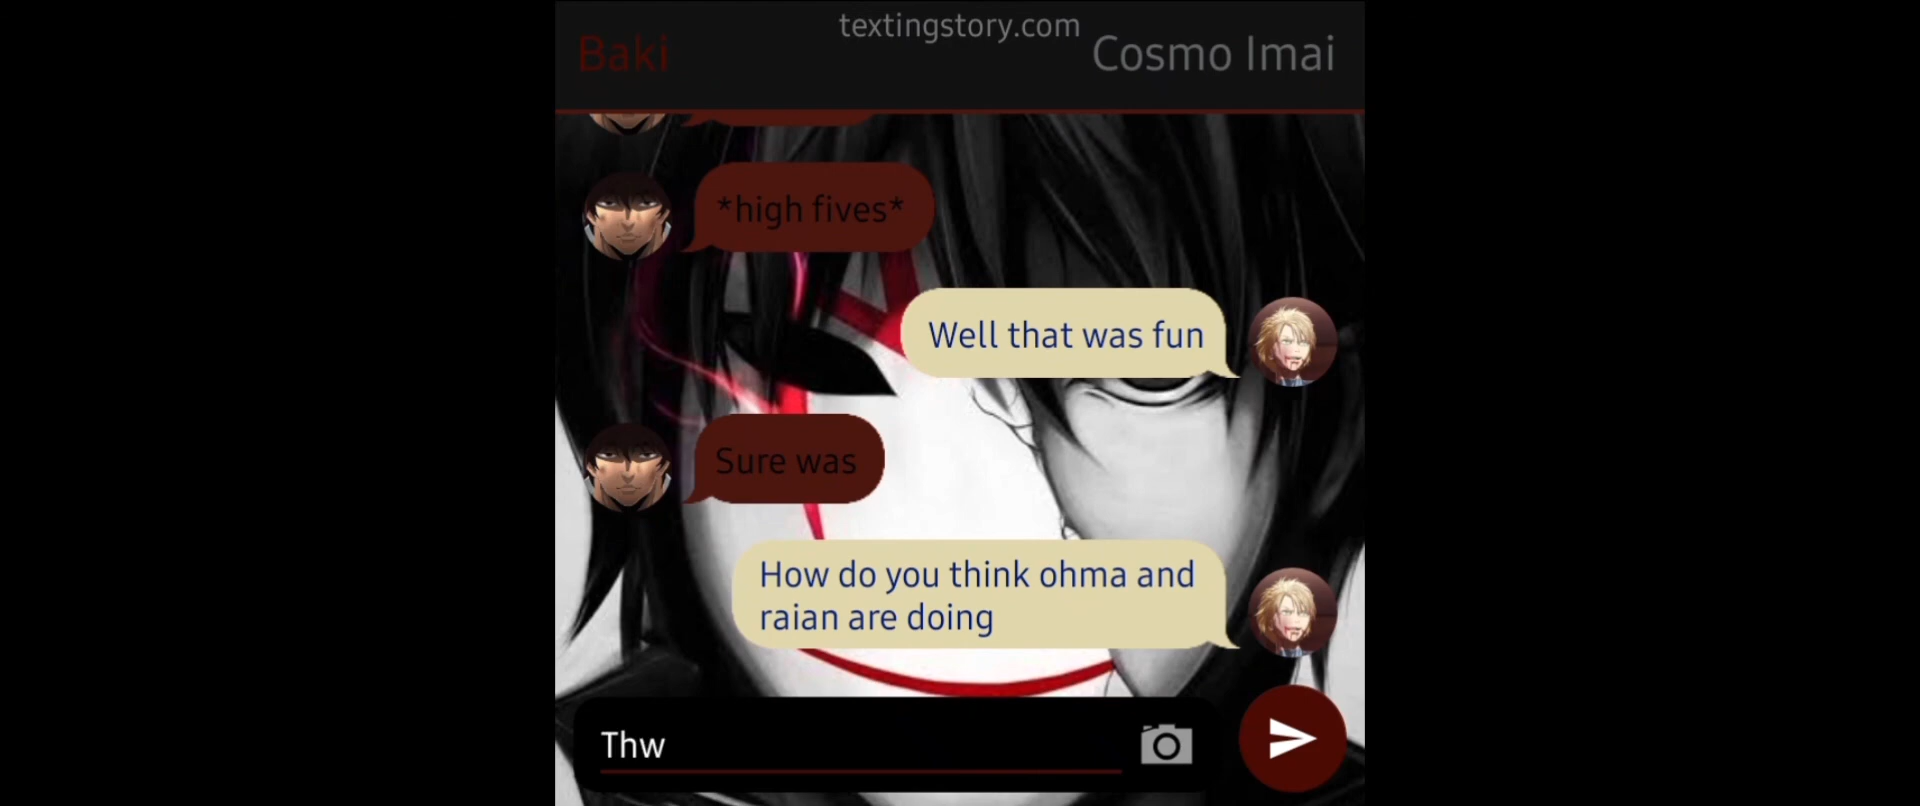 textingstory.com
Baki
Cosmo Imai
*high fives*
Well that was fun
Sure was
How do you think ohma and
raian are doing
Thw